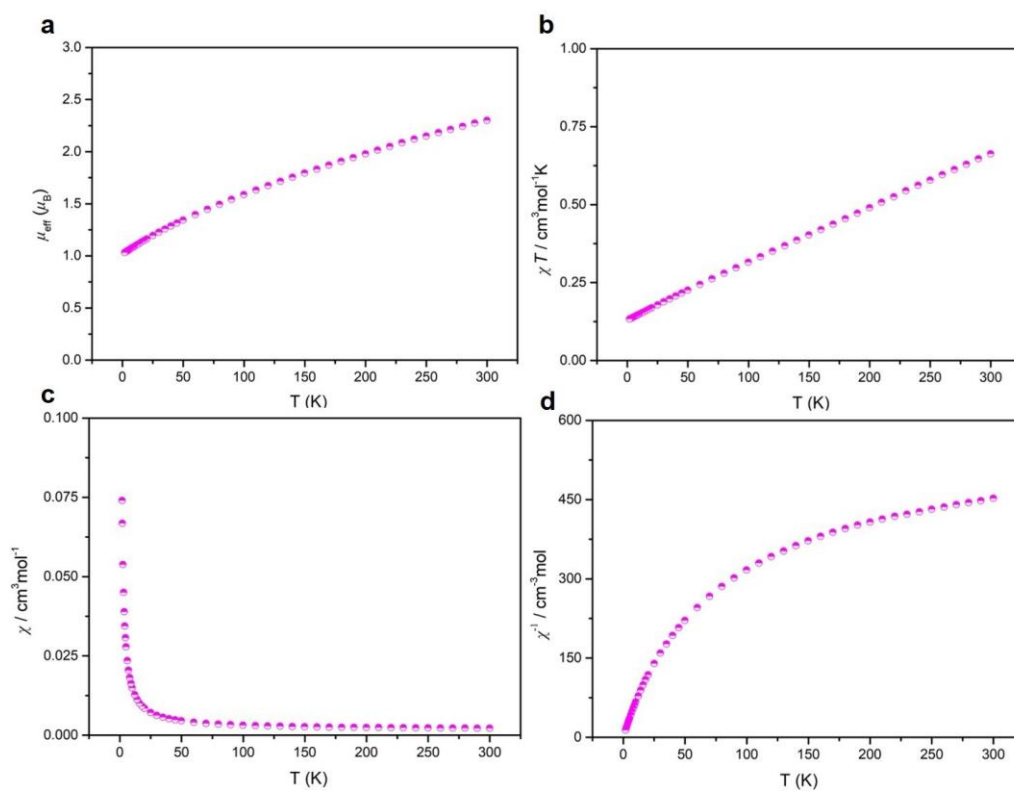 a
3.0
2.5
2.0
1.5
1.0
0.5
0.0
μeff (μB)
0 50 100 150 200 250 300
T (K)
b
1.00
0.75
0.50
0.25
0.00
χ T / cm³mol⁻¹K
0 50 100 150 200 250 300
T (K)
c
0.100
0.075
0.050
0.025
0.000
χ / cm³mol⁻¹
0 50 100 150 200 250 300
T (K)
d
600
450
300
150
0
χ⁻¹ / cm⁻³mol
0 50 100 150 200 250 300
T (K)